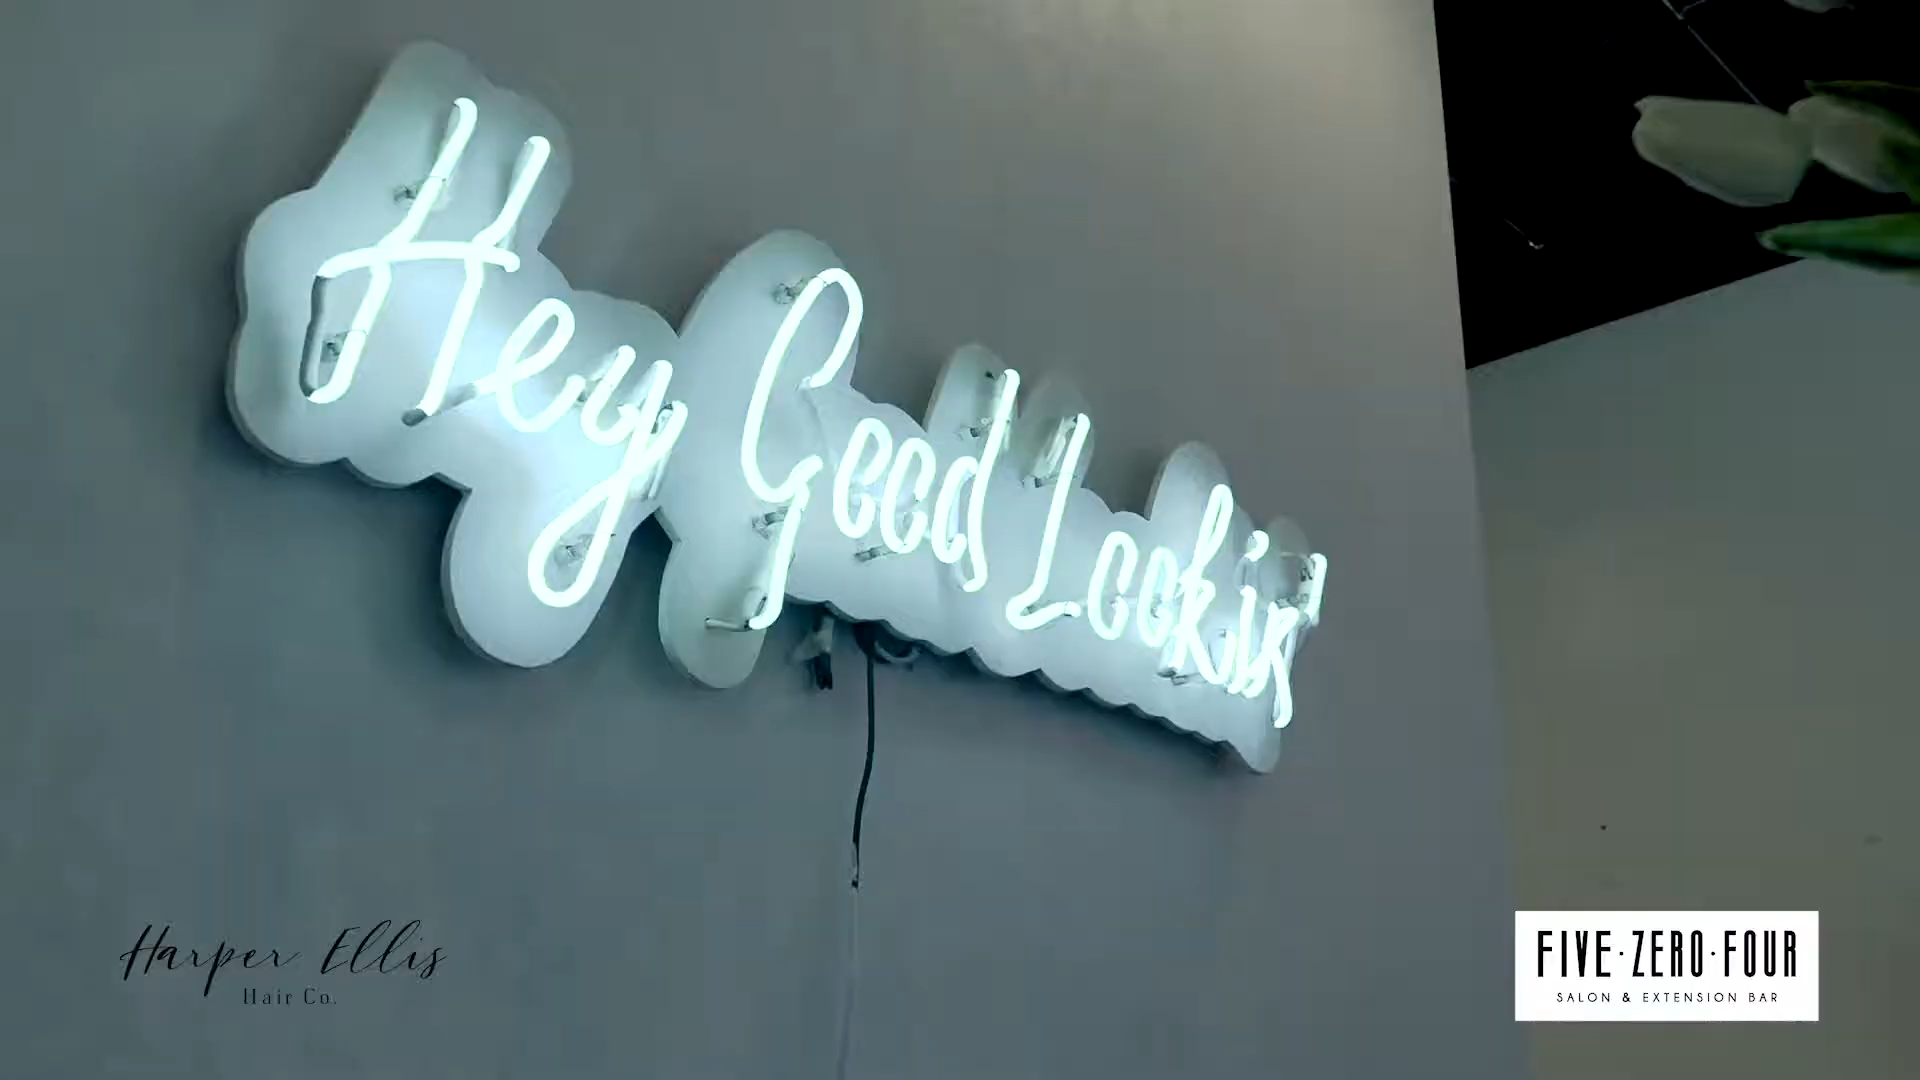 Hey Good Lookin'
Harper Ellis
Hair Co.
FIVE·ZERO·FOUR
SALON & EXTENSION BAR